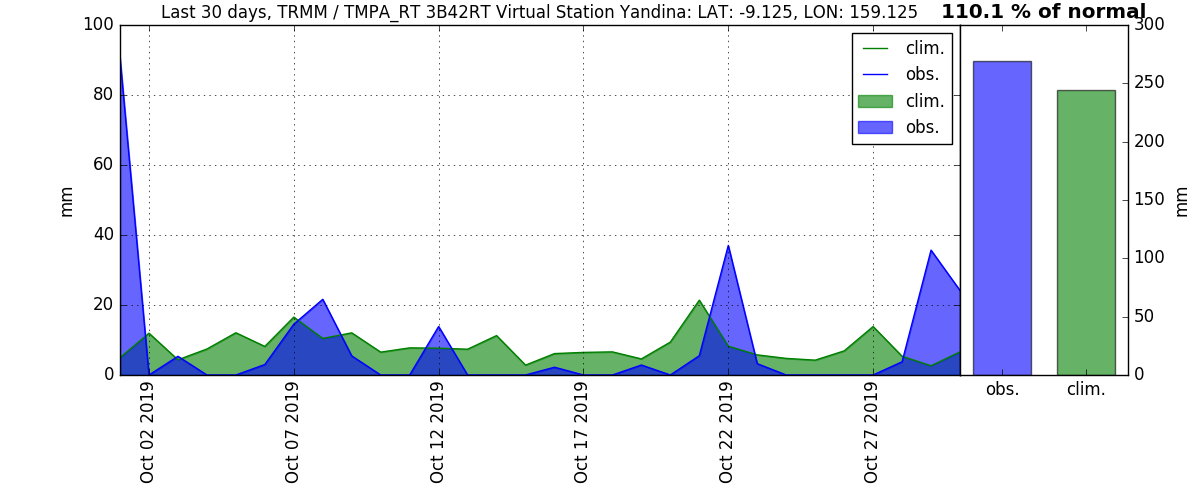 Last 30 days, TRMM / TMPA_RT 3B42RT Virtual Station Yandina: LAT: -9.125, LON: 159.125
110.1 % of normal
100
80
60
40
20
0
mm
clim.
obs.
clim.
obs.
Oct 02 2019
Oct 07 2019
Oct 12 2019
Oct 17 2019
Oct 22 2019
Oct 27 2019
300
250
200
150
100
50
0
mm
obs.
clim.